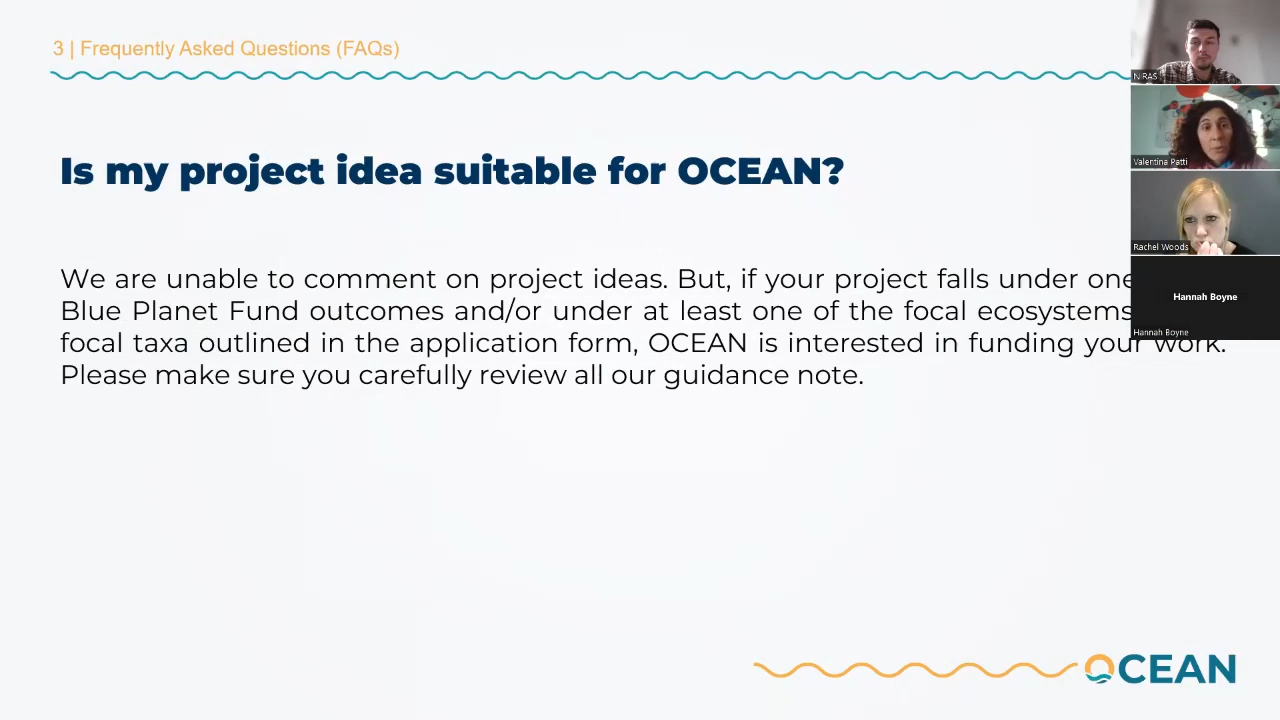 3 | Frequently Asked Questions (FAQs)
Is my project idea suitable for OCEAN?
We are unable to comment on project ideas. But, if your project falls under one
Blue Planet Fund outcomes and/or under at least one of the focal ecosystems
focal taxa outlined in the application form, OCEAN is interested in funding your work.
Please make sure you carefully review all our guidance note.
NIRAS
Valentina Patti
Rachel Woods
Hannah Boyne
Hannah Boyne
OCEAN